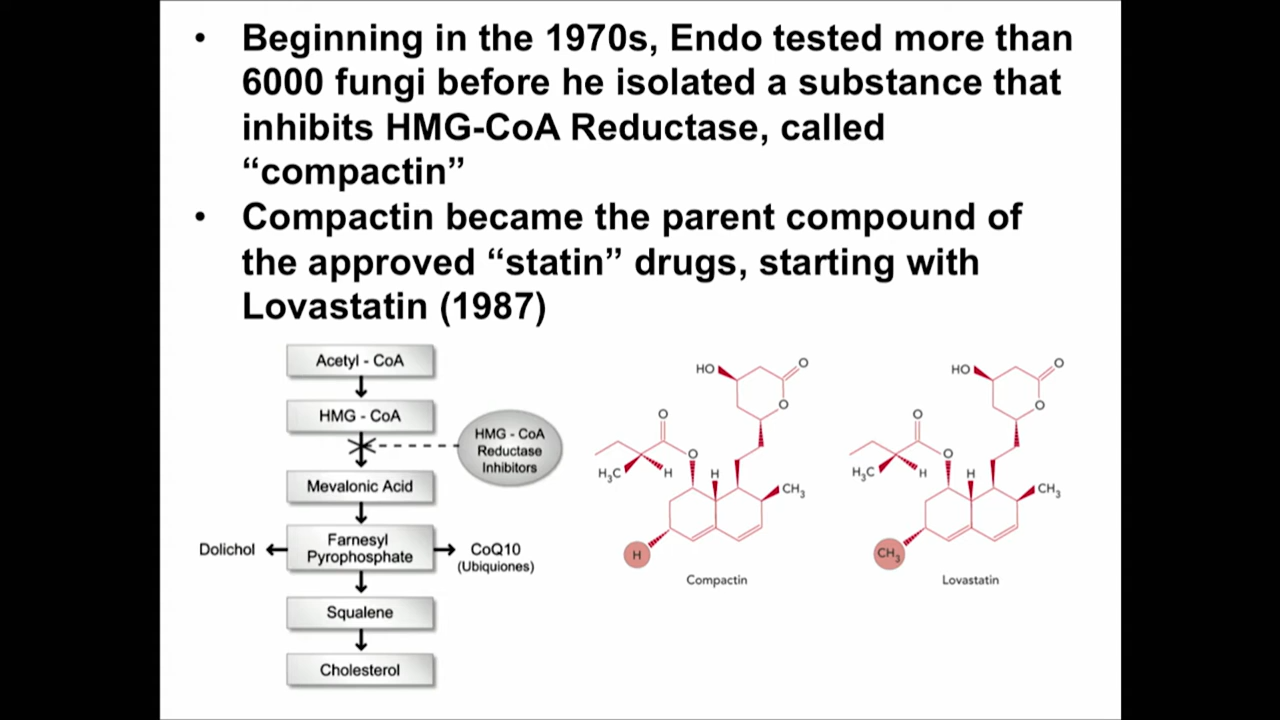 • Beginning in the 1970s, Endo tested more than
6000 fungi before he isolated a substance that
inhibits HMG-CoA Reductase, called
“compactin”
• Compactin became the parent compound of
the approved “statin” drugs, starting with
Lovastatin (1987)
Acetyl - CoA
HMG - CoA
HMG - CoA
Reductase
Inhibitors
Mevalonic Acid
Dolichol
Farnesyl
Pyrophosphate
CoQ10
(Ubiquiones)
Squalene
Cholesterol
HO
O
O
O
O
H3C
H
H
CH3
H
Compactin
HO
O
O
O
O
H3C
H
H
CH3
CH3
Lovastatin